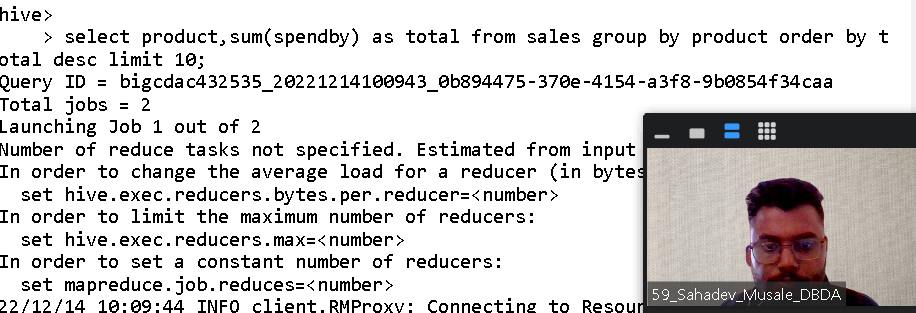 hive>
    > select product,sum(spendby) as total from sales group by product order by t
otal desc limit 10;
Query ID = bigcdac432535_20221214100943_0b894475-370e-4154-a3f8-9b0854f34caa
Total jobs = 2
Launching Job 1 out of 2
Number of reduce tasks not specified. Estimated from input
In order to change the average load for a reducer (in bytes
  set hive.exec.reducers.bytes.per.reducer=<number>
In order to limit the maximum number of reducers:
  set hive.exec.reducers.max=<number>
In order to set a constant number of reducers:
  set mapreduce.job.reduces=<number>
22/12/14 10:09:44 INFO client.RMProxy: Connecting to Resour
59_Sahadev_Musale_DBDA